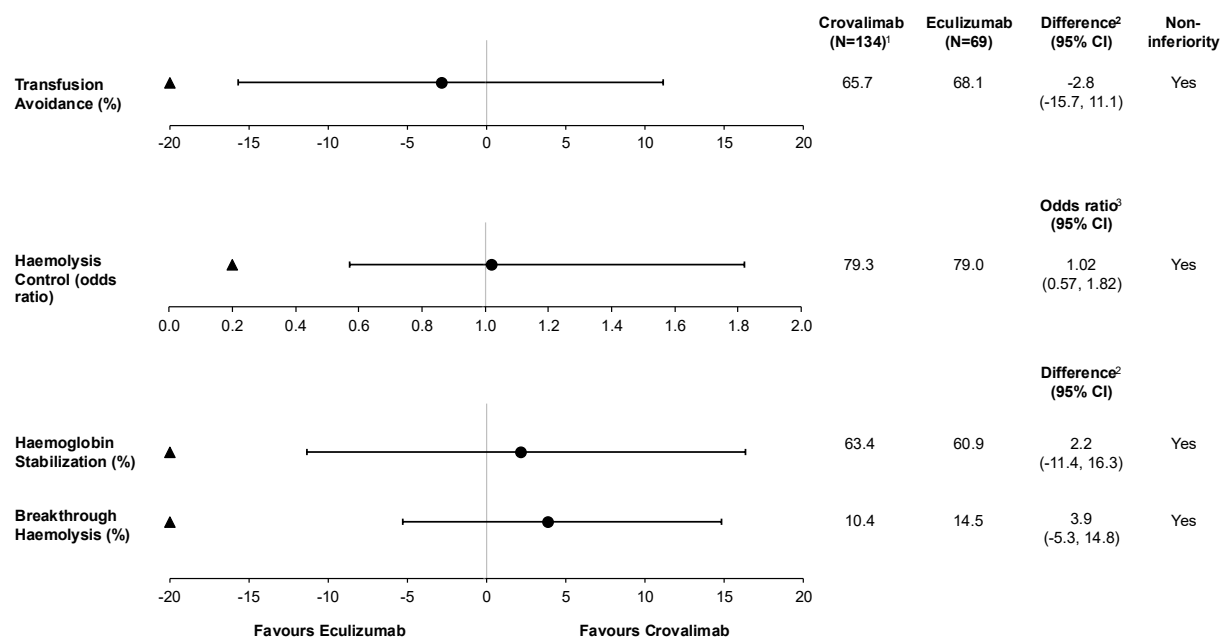 Crovalimab Eculizumab Difference² Non-
(N=134)¹ (N=69) (95% CI) inferiority
Transfusion
Avoidance (%)
65.7 68.1 -2.8 Yes
(-15.7, 11.1)
-20 -15 -10 -5 0 5 10 15 20
Odds ratio³
(95% CI)
Haemolysis
Control (odds
ratio)
79.3 79.0 1.02 Yes
(0.57, 1.82)
0.0 0.2 0.4 0.6 0.8 1.0 1.2 1.4 1.6 1.8 2.0
Difference²
(95% CI)
Haemoglobin
Stabilization (%)
63.4 60.9 2.2 Yes
(-11.4, 16.3)
Breakthrough
Haemolysis (%)
10.4 14.5 3.9 Yes
(-5.3, 14.8)
-20 -15 -10 -5 0 5 10 15 20
Favours Eculizumab Favours Crovalimab